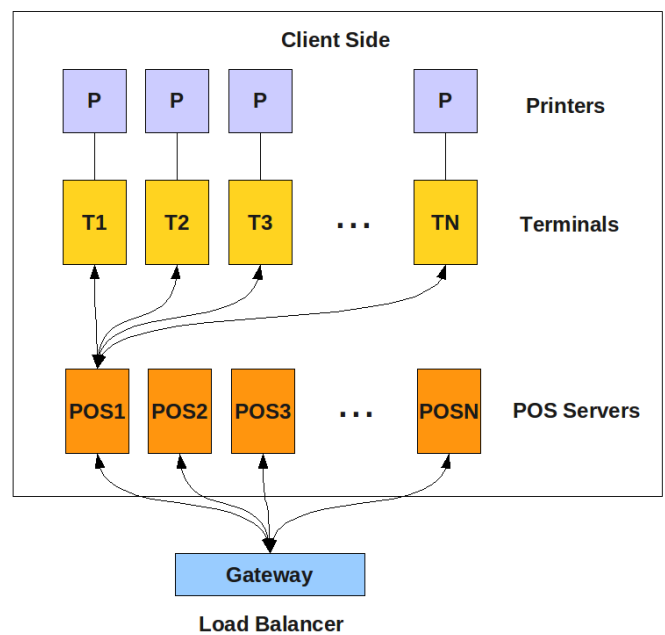 Client Side
P P P P Printers
T1 T2 T3 ... TN Terminals
POS1 POS2 POS3 ... POSN POS Servers
Gateway
Load Balancer